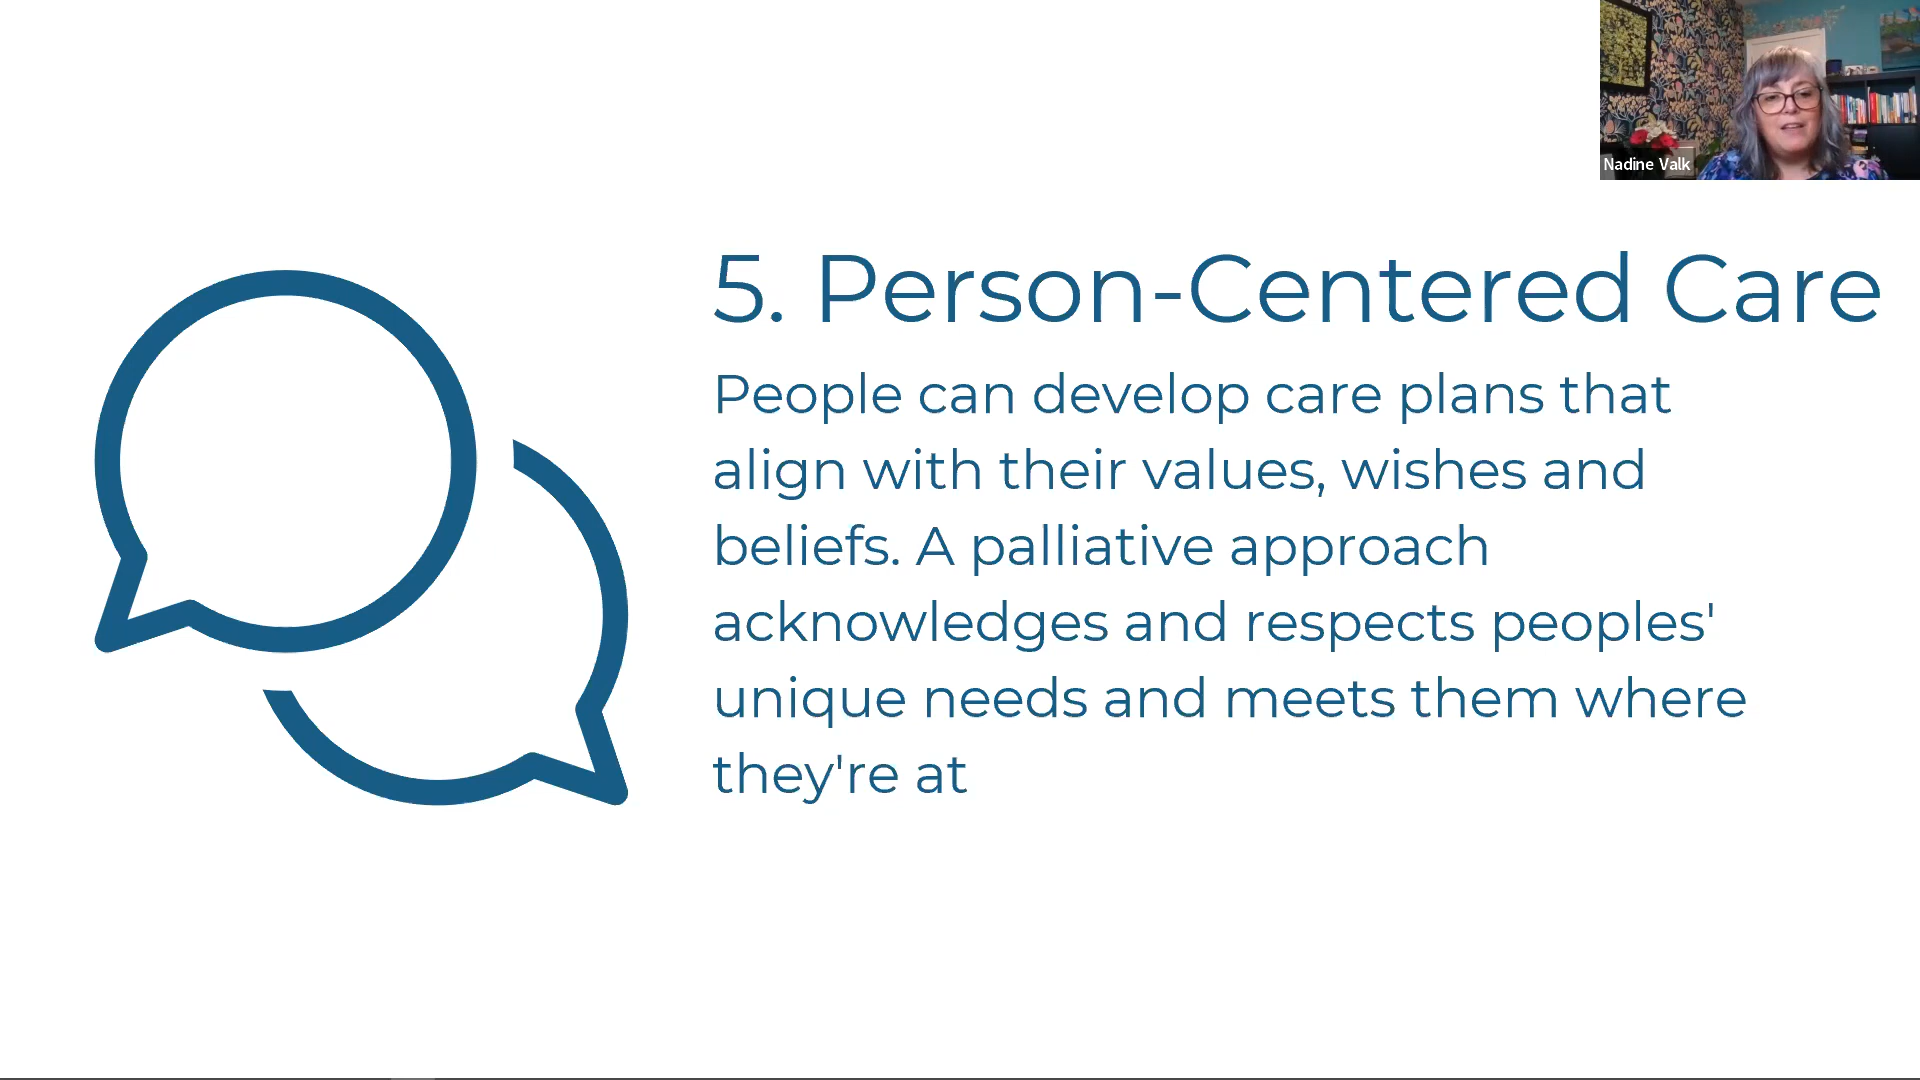 Nadine Valk
5. Person-Centered Care
People can develop care plans that
align with their values, wishes and
beliefs. A palliative approach
acknowledges and respects peoples'
unique needs and meets them where
they're at